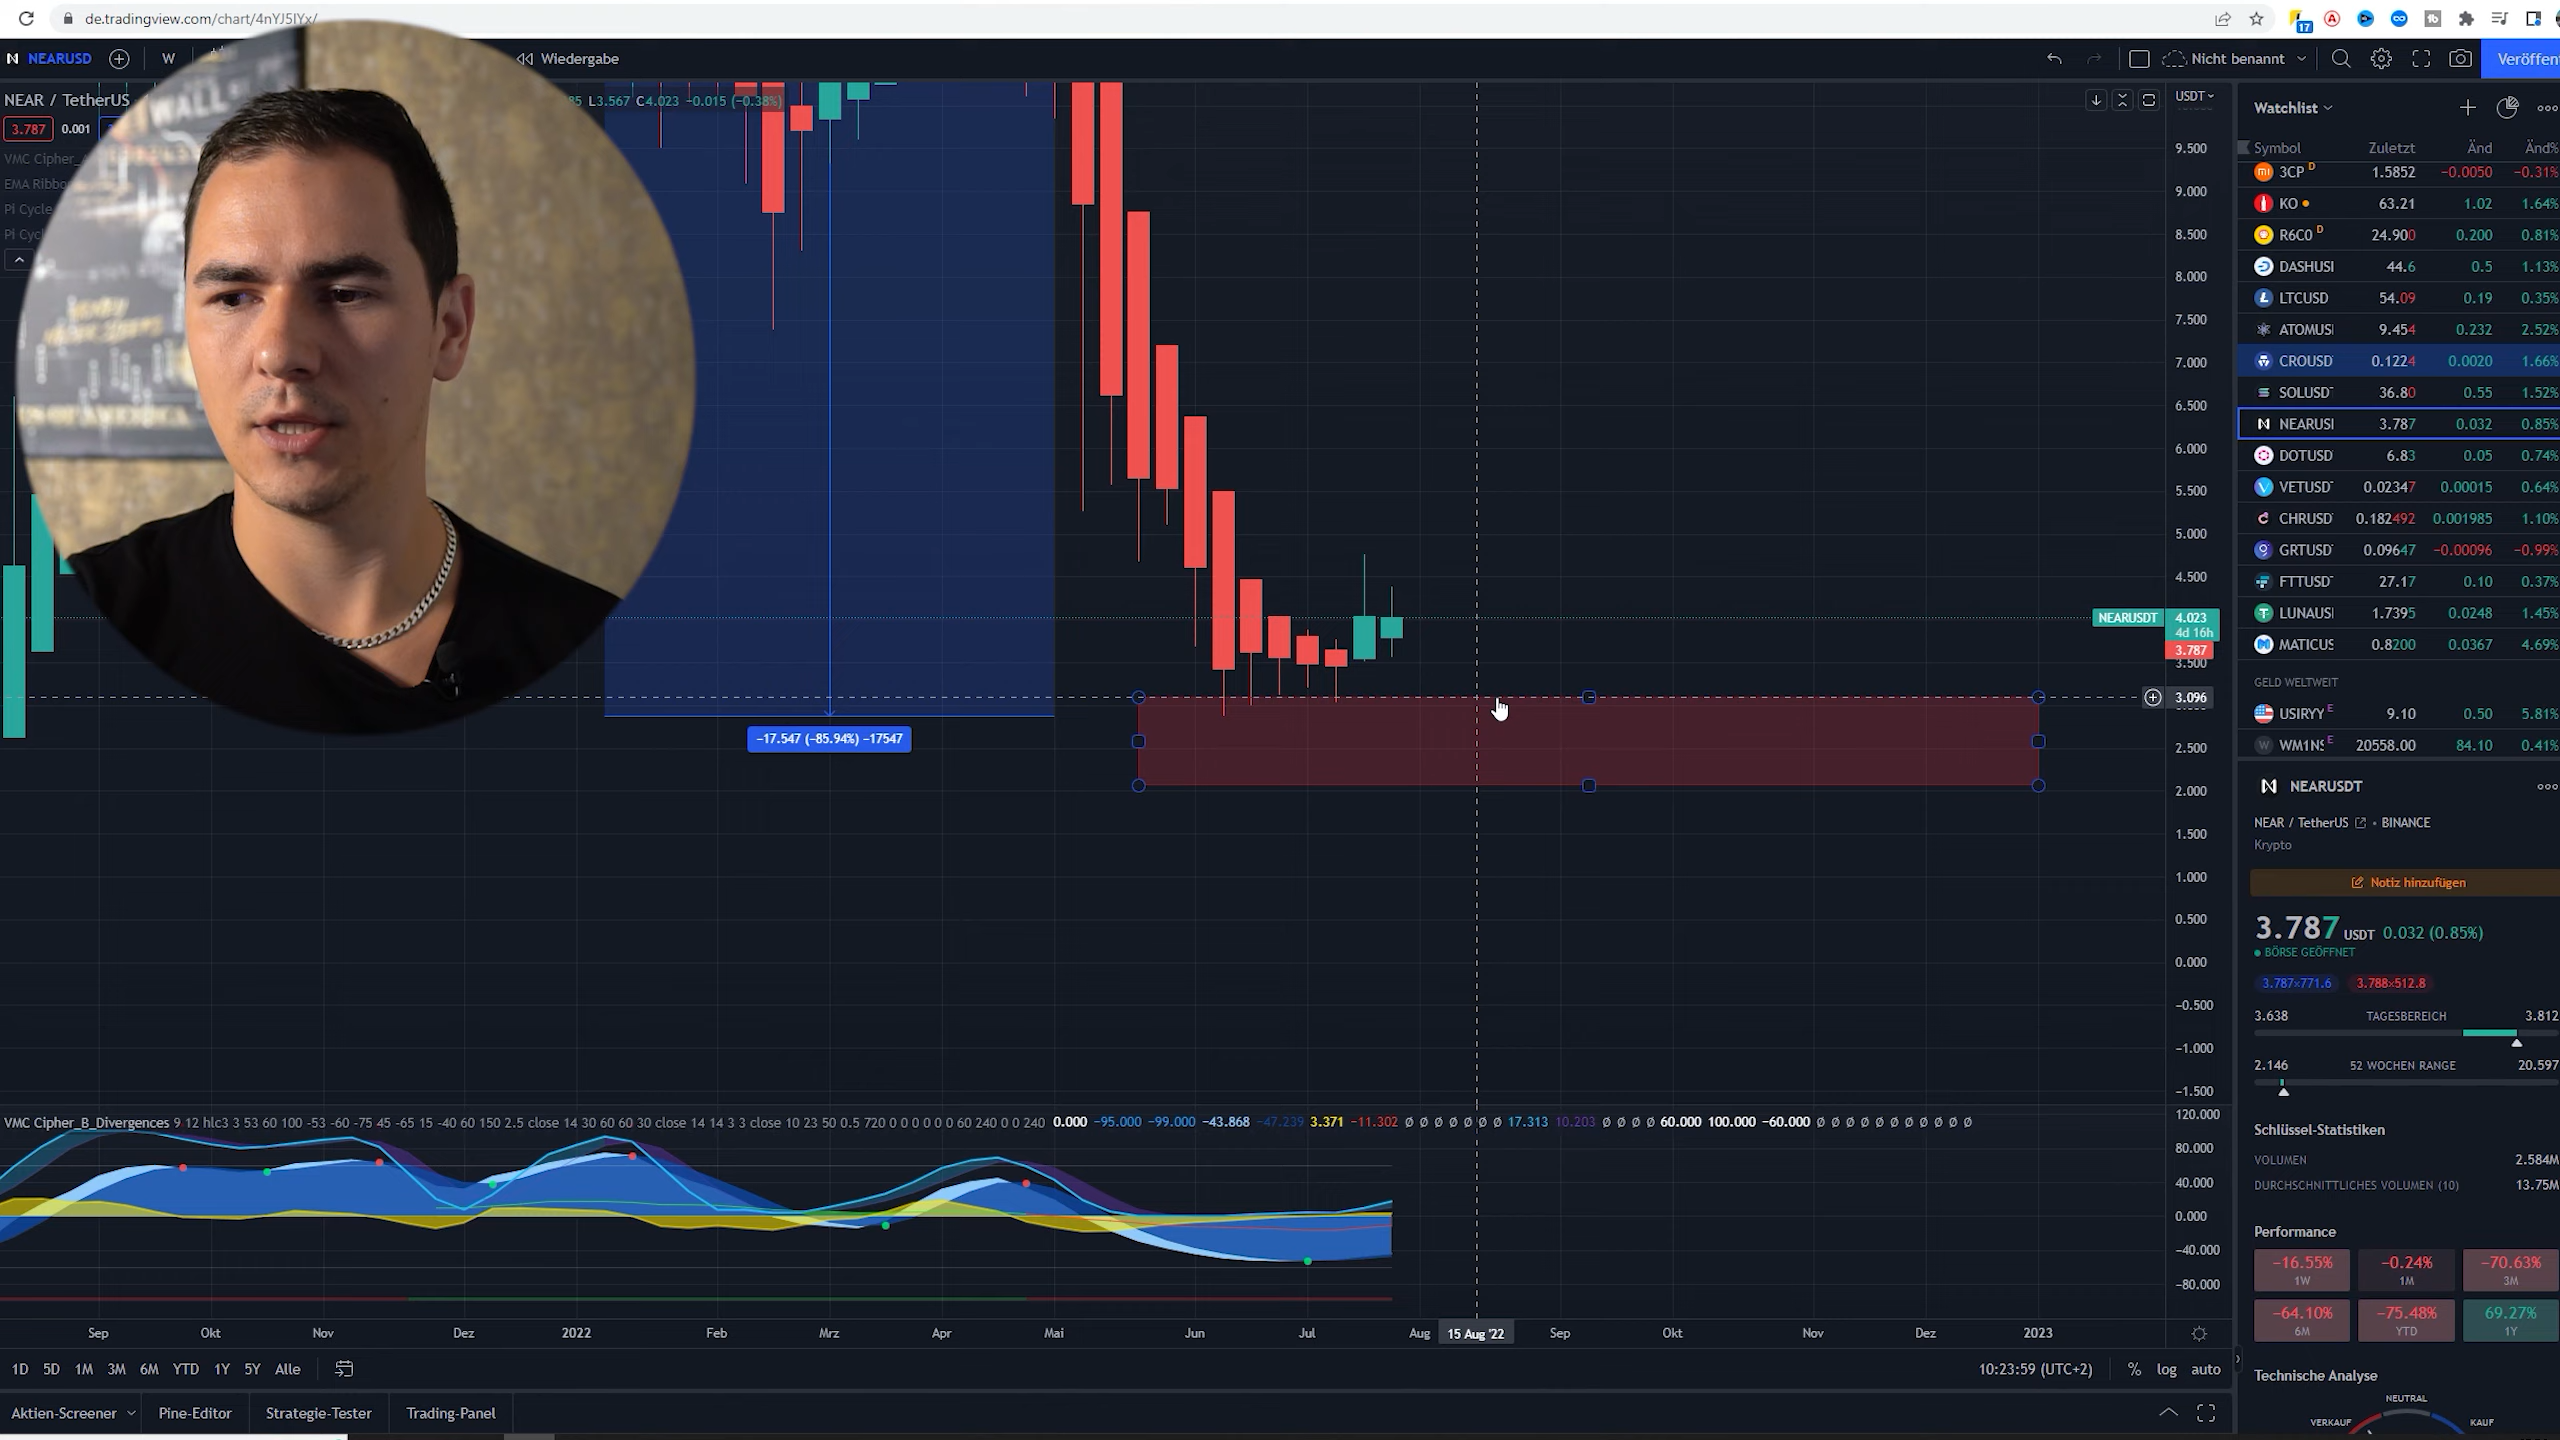 de.tradingview.com/chart/4nYJ5IYx/
17
NEARUSD
W
Wiedergabe
Nicht benannt
Veröffen
NEAR / TetherUS
L3.567 C4.023 −0.015 (−0.38%)
3.787 0.001
VMC Cipher_
EMA Ribbo
Pi Cycle
Pi Cycl
WALL
USDT
9.500
9.000
8.500
8.000
7.500
7.000
6.500
6.000
5.500
5.000
4.500
NEARUSDT 4.023
4d 16h
3.787
3.500
3.096
2.500
2.000
1.500
1.000
0.500
0.000
−0.500
−1.000
−1.500
−17.547 (−85.94%) −17547
VMC Cipher_B_Divergences 9 12 hlc3 3 53 60 100 -53 -60 -75 45 -65 15 -40 60 150 2.5 close 14 30 60 60 30 close 14 14 3 3 close 10 23 50 0.5 720 0 0 0 0 0 0 60 240 0 0 240 0.000 −95.000 −99.000 −43.868 −47.239 3.371 −11.302 Ø Ø Ø Ø Ø Ø Ø 17.313 10.203 Ø Ø Ø Ø 60.000 100.000 −60.000 Ø Ø Ø Ø Ø Ø Ø Ø Ø Ø
120.000
80.000
40.000
0.000
−40.000
−80.000
Sep Okt Nov Dez 2022 Feb Mrz Apr Mai Jun Jul Aug 15 Aug '22 Sep Okt Nov Dez 2023
1D 5D 1M 3M 6M YTD 1Y 5Y Alle
10:23:59 (UTC+2) % log auto
Aktien-Screener Pine-Editor Strategie-Tester Trading-Panel
Watchlist
Symbol Zuletzt Änd Änd%
3CP D 1.5852 −0.0050 −0.31%
KO 63.21 1.02 1.64%
R6C0 D 24.900 0.200 0.81%
DASHUSI 44.6 0.5 1.13%
LTCUSD 54.09 0.19 0.35%
ATOMUSI 9.454 0.232 2.52%
CROUSD 0.1224 0.0020 1.66%
SOLUSD 36.80 0.55 1.52%
NEARUSI 3.787 0.032 0.85%
DOTUSD 6.83 0.05 0.74%
VETUSD 0.02347 0.00015 0.64%
CHRUSD 0.182492 0.001985 1.10%
GRTUSD 0.09647 −0.00096 −0.99%
FTTUSD 27.17 0.10 0.37%
LUNAUSI 1.7395 0.0248 1.45%
MATICUS 0.8200 0.0367 4.69%
GELD WELTWEIT
USIRYY E 9.10 0.50 5.81%
WM1NS E 20558.00 84.10 0.41%
NEARUSDT
NEAR / TetherUS • BINANCE
Krypto
Notiz hinzufügen
3.787 USDT 0.032 (0.85%)
BÖRSE GEÖFFNET
3.787×771.6 3.788×512.8
3.638 TAGESBEREICH 3.812
2.146 52 WOCHEN RANGE 20.597
Schlüssel-Statistiken
VOLUMEN 2.584M
DURCHSCHNITTLICHES VOLUMEN (10) 13.75M
Performance
−16.55% −0.24% −70.63%
1W 1M 3M
−64.10% −75.48% 69.27%
6M YTD 1Y
Technische Analyse
NEUTRAL
VERKAUF KAUF